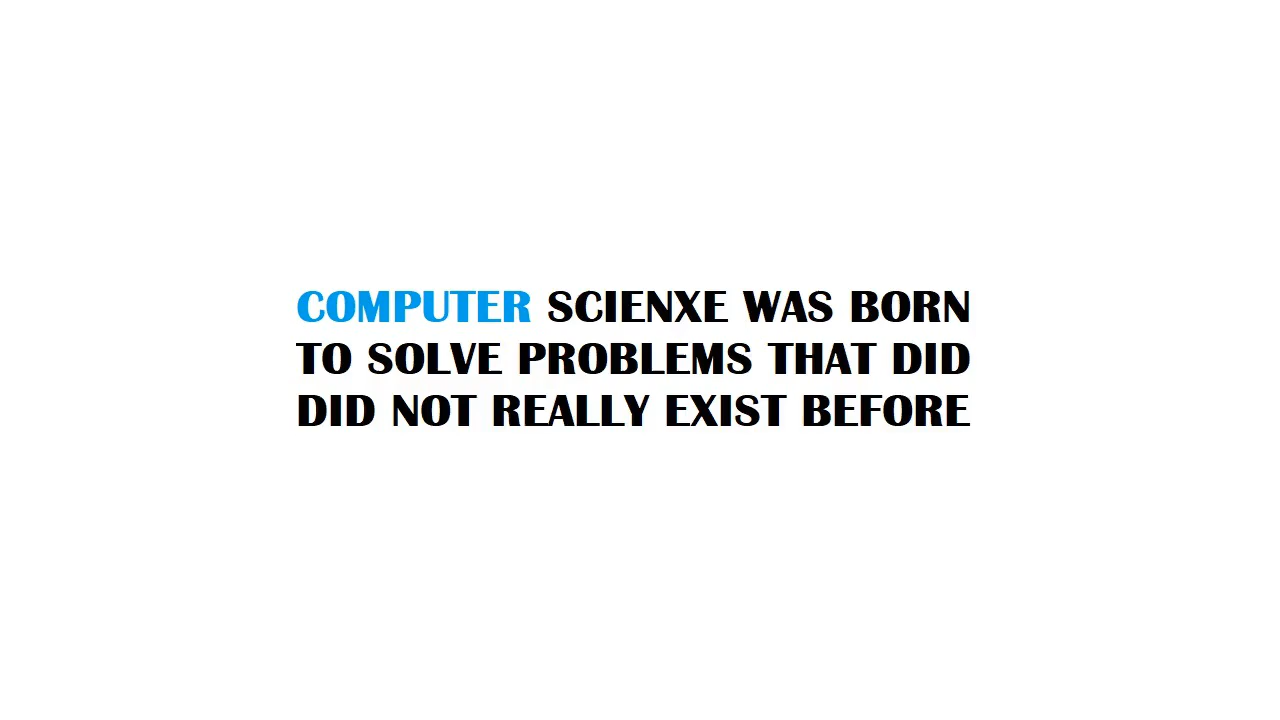 COMPUTER SCIENXE WAS BORN
TO SOLVE PROBLEMS THAT DID
DID NOT REALLY EXIST BEFORE